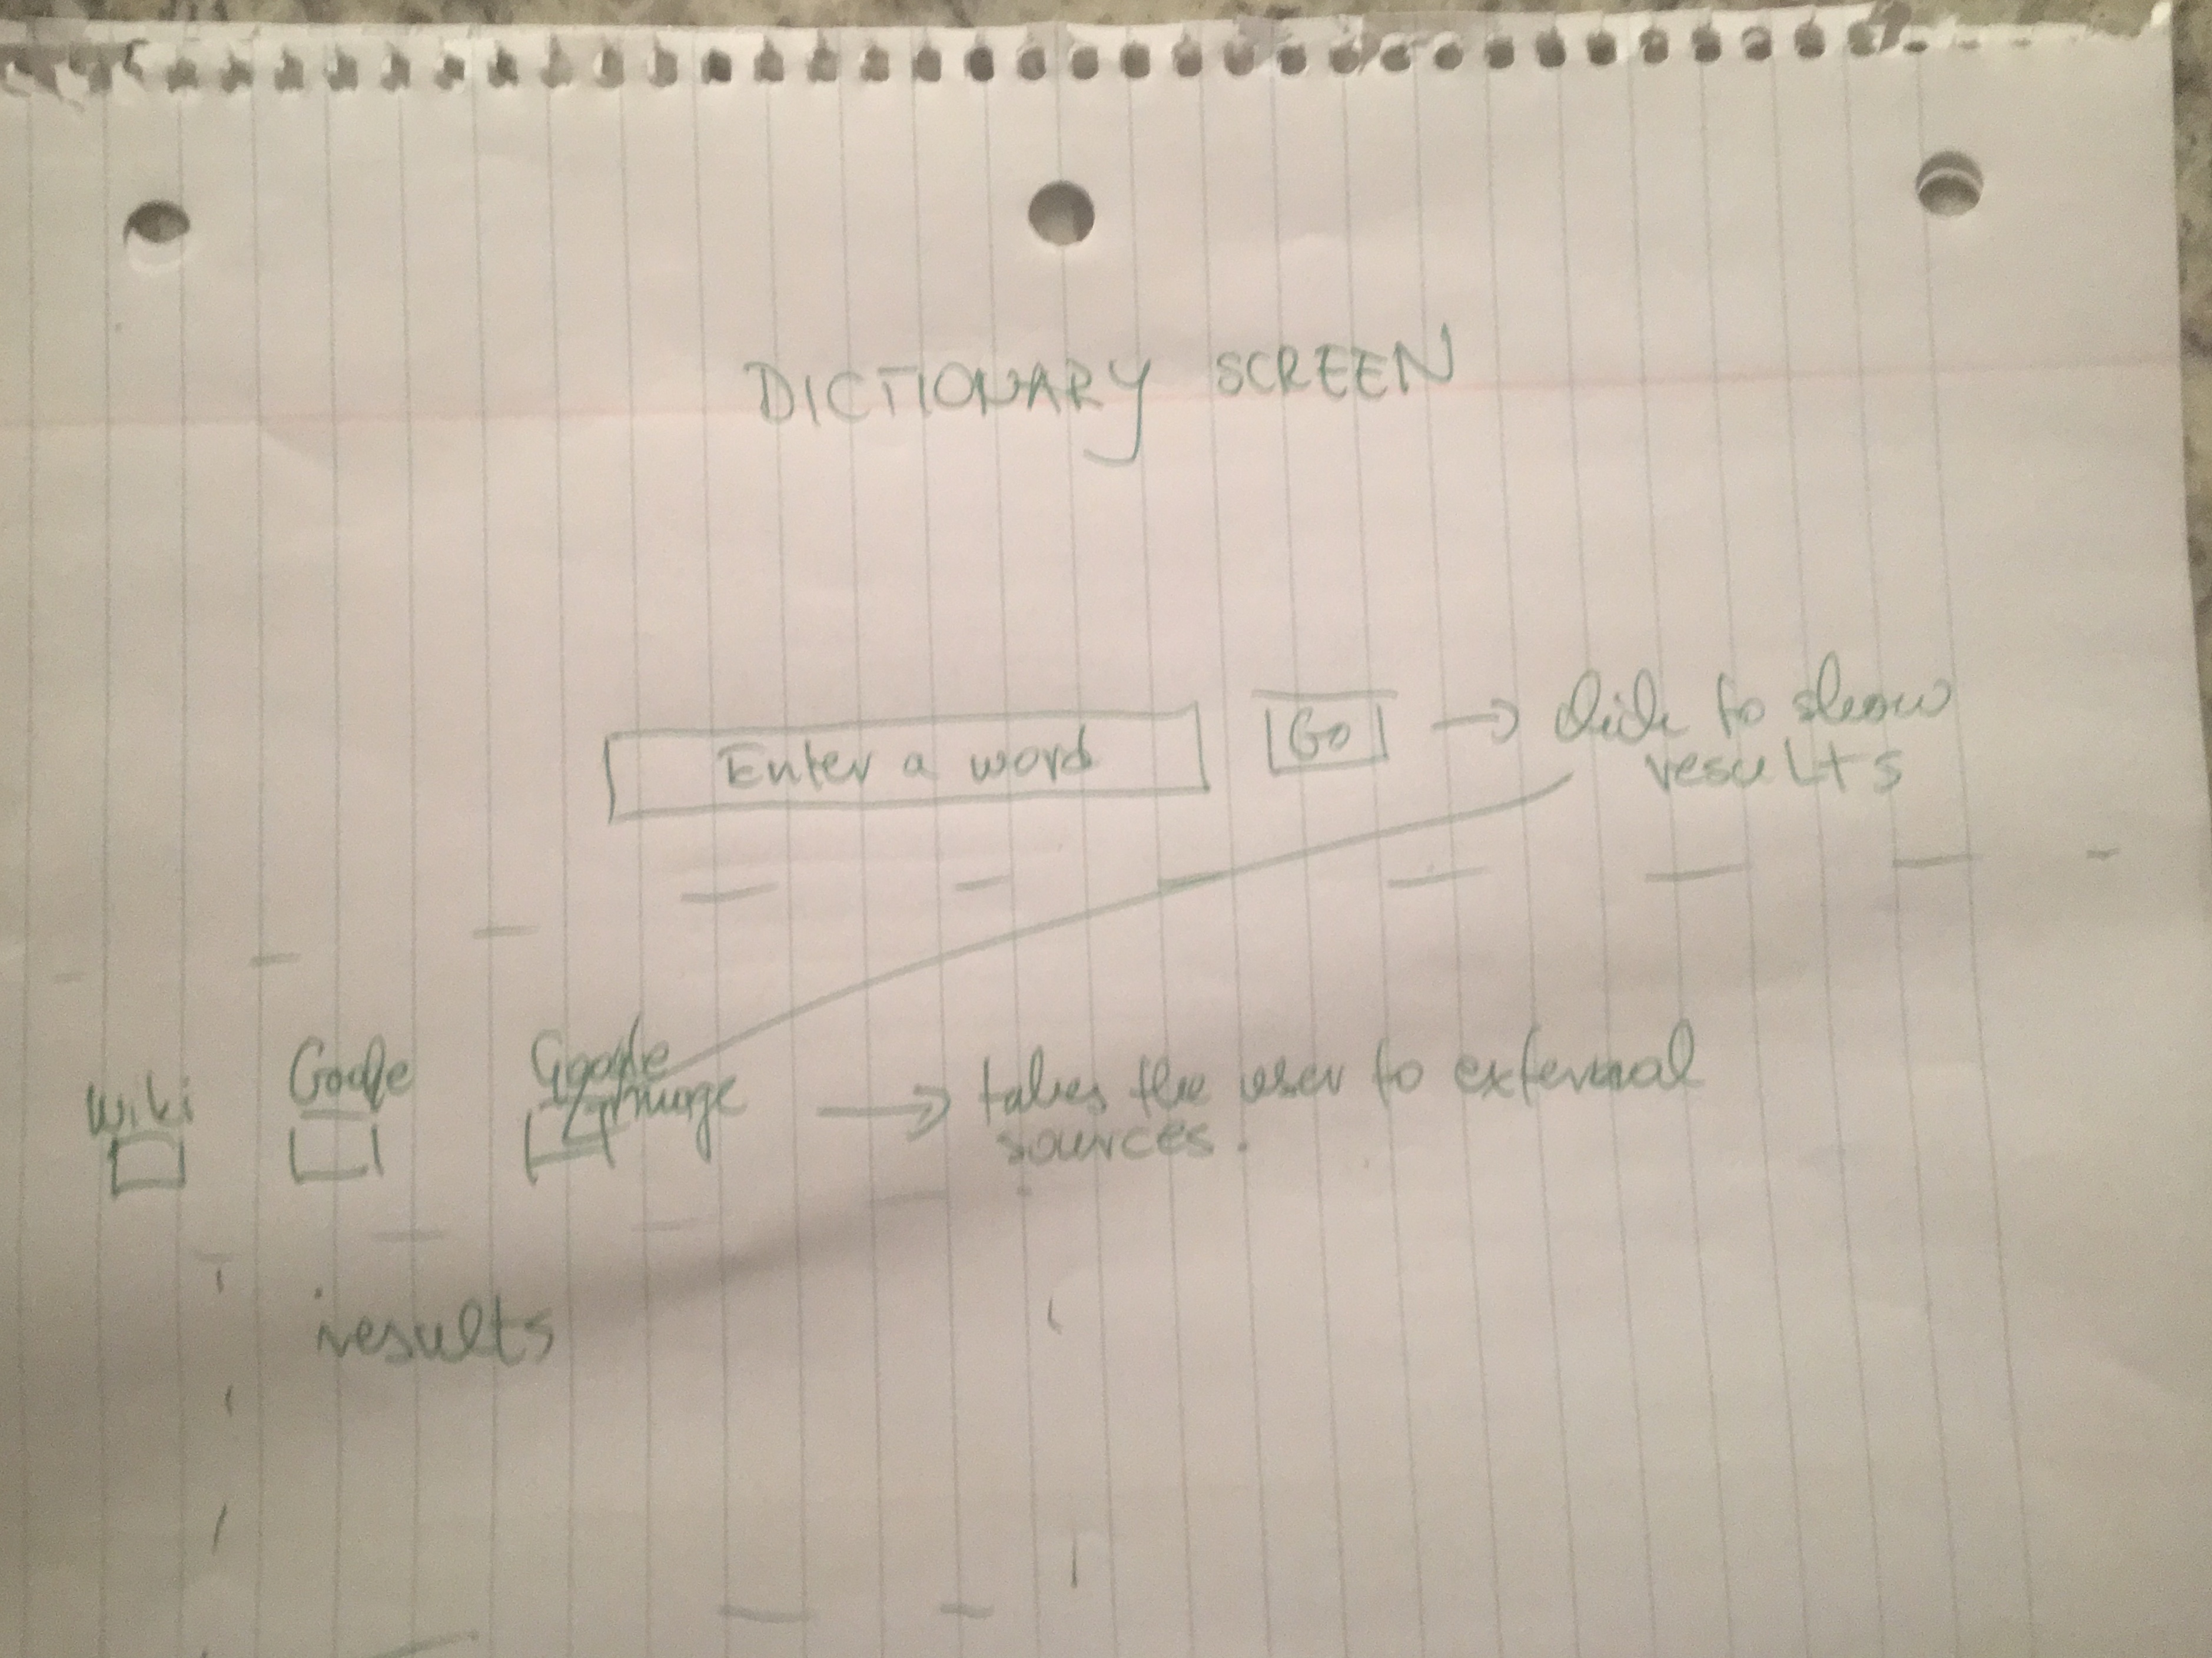 DICTIONARY SCREEN
Enter a word
Go
click to show
results
Wiki
Google
Google
Image
takes the user to external
sources.
results